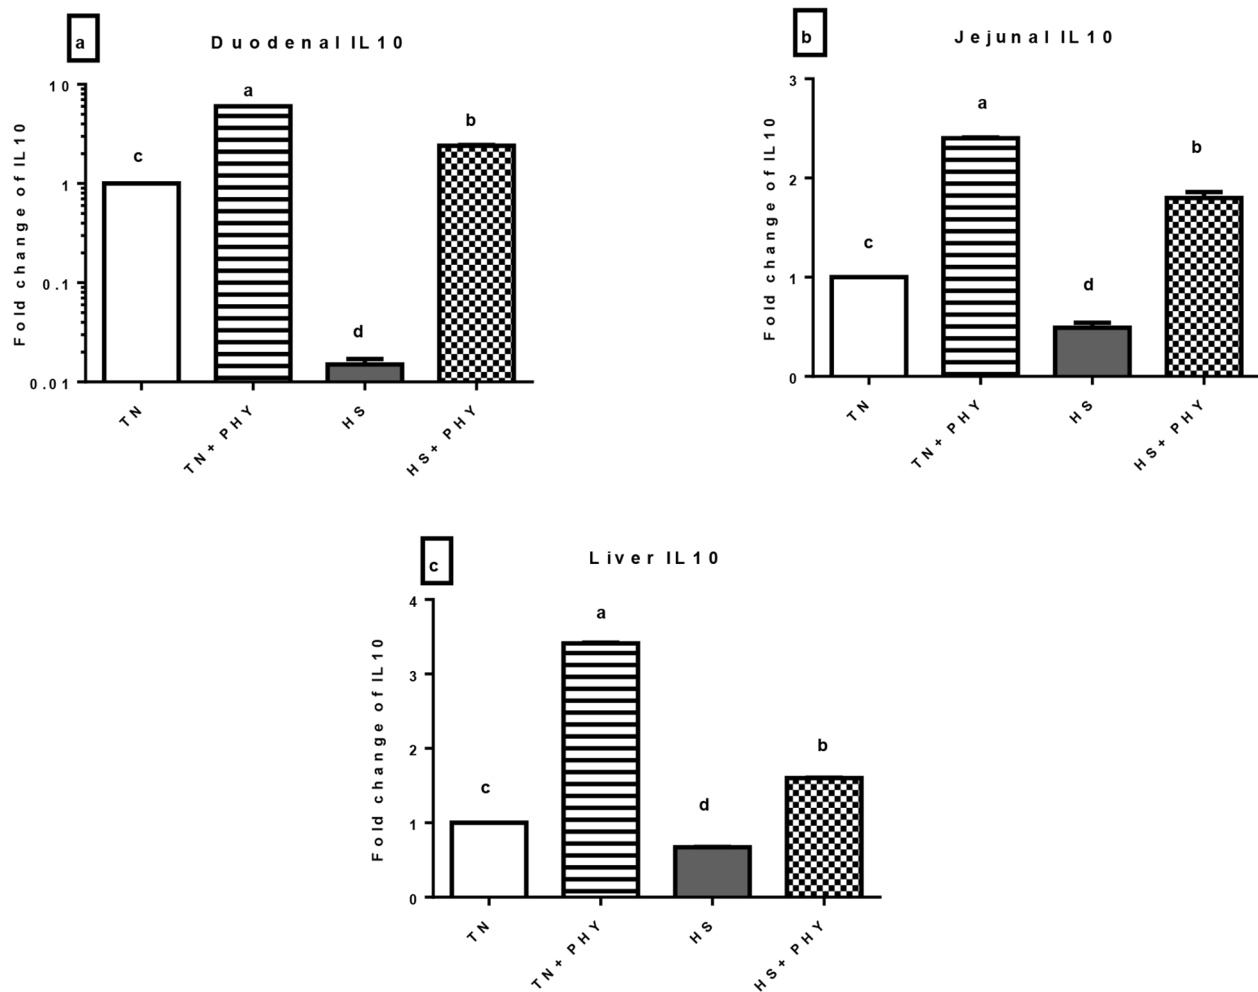 a
Duodenal IL10
Fold change of IL10
10
1
0.1
0.01
c
a
d
b
TN
TN+ PHY
HS
HS+ PHY
b
Jejunal IL10
Fold change of IL10
3
2
1
0
c
a
d
b
TN
TN+ PHY
HS
HS+ PHY
c
Liver IL10
Fold change of IL10
4
3
2
1
0
c
a
d
b
TN
TN+ PHY
HS
HS+ PHY